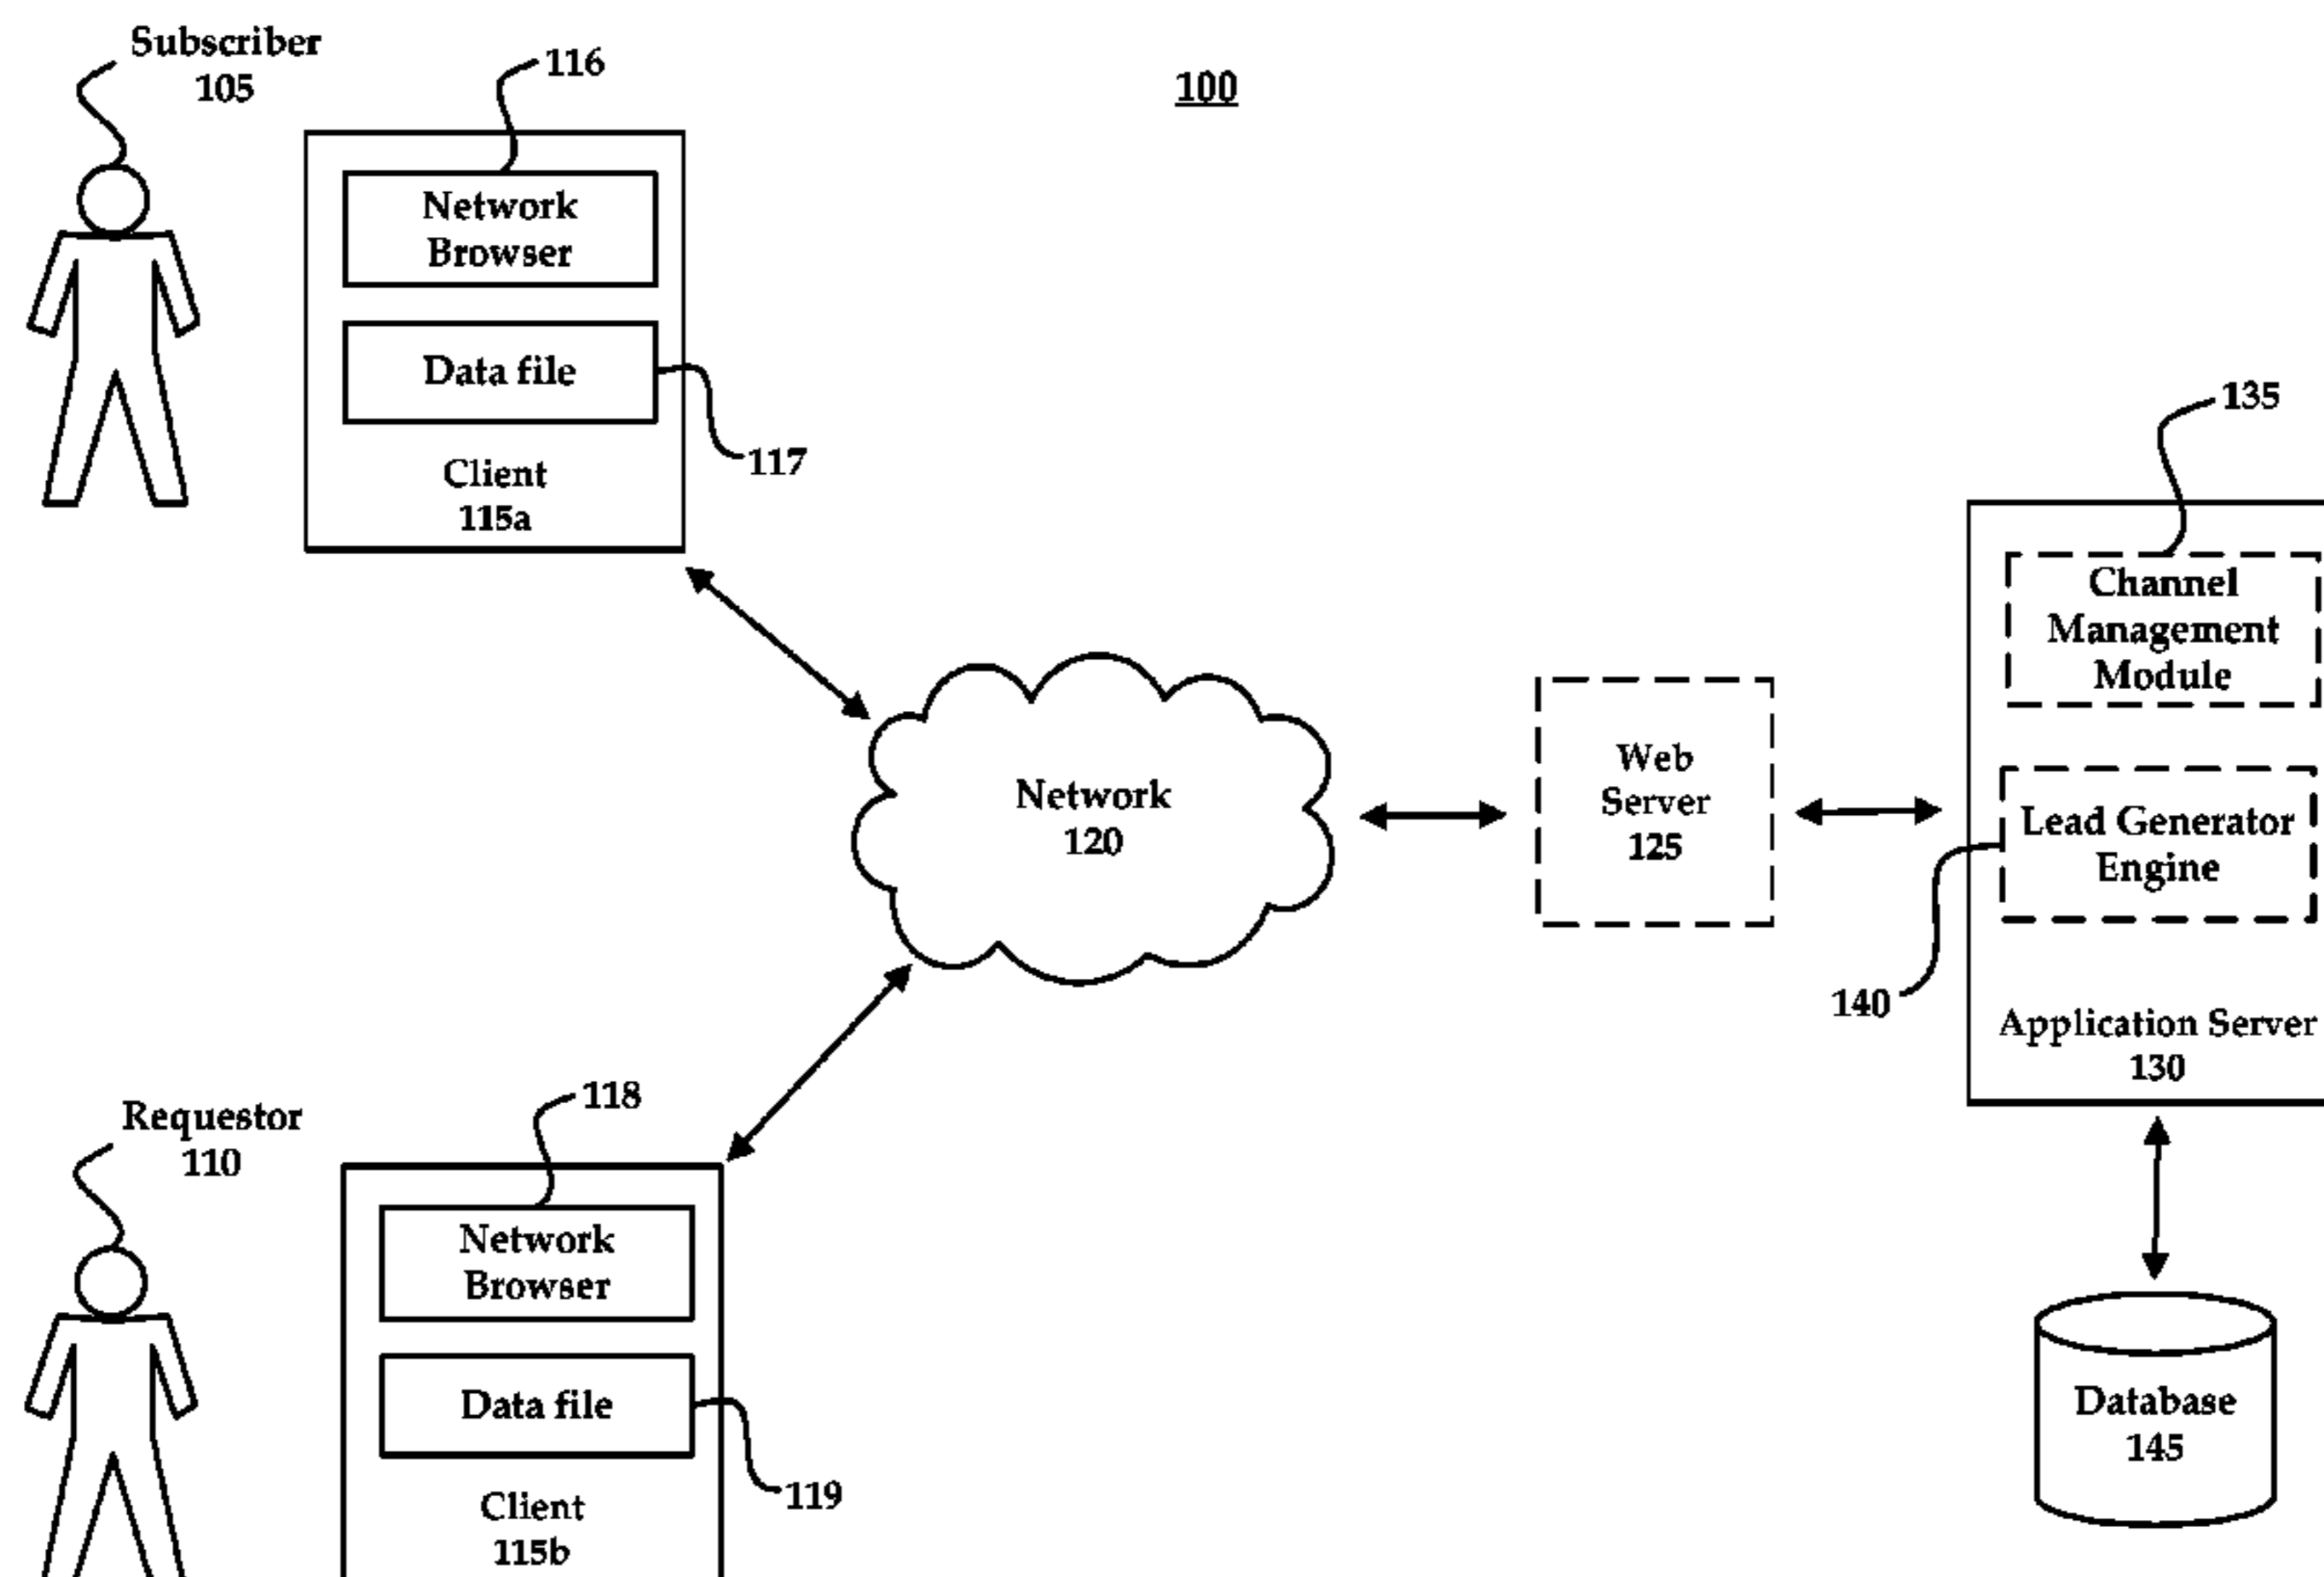 Subscriber
105
116
100
Network
Browser
Data file
117
Client
115a
135
Channel
Management
Module
Network
120
Web
Server
125
Lead Generator
Engine
140
Application Server
130
Requestor
110
118
Network
Browser
Data file
119
Client
115b
Database
145